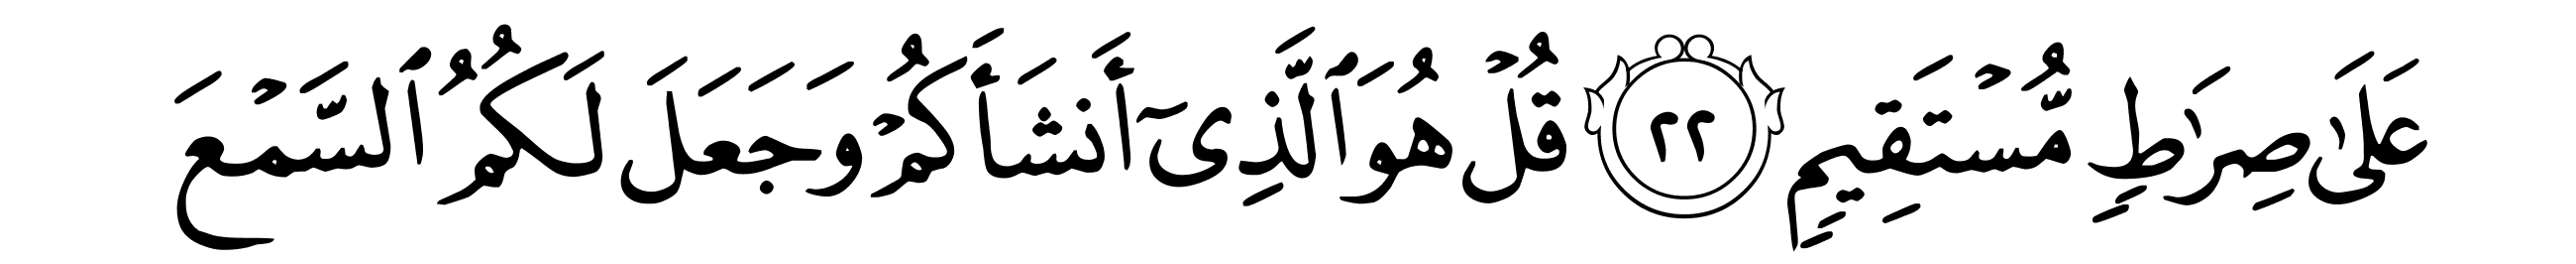 عَلَىٰ صِرَٰطٍ مُّسۡتَقِيمٍ ٢٢ قُلۡ هُوَ ٱلَّذِىٓ أَنشَأَكُمۡ وَجَعَلَ لَكُمُ ٱلسَّمۡعَ